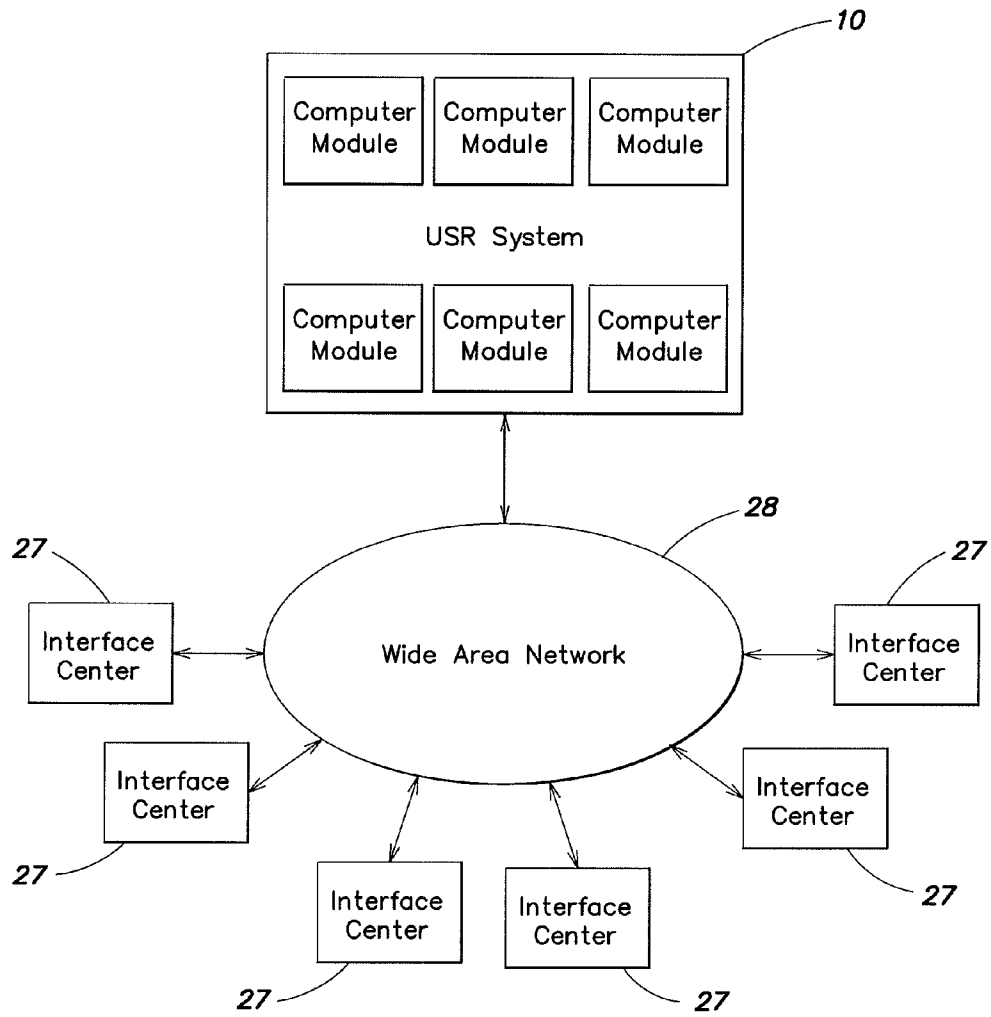 10
Computer
Module
Computer
Module
Computer
Module
USR System
Computer
Module
Computer
Module
Computer
Module
28
27
27
Interface
Center
Wide Area Network
Interface
Center
Interface
Center
Interface
Center
27
27
Interface
Center
Interface
Center
27
27